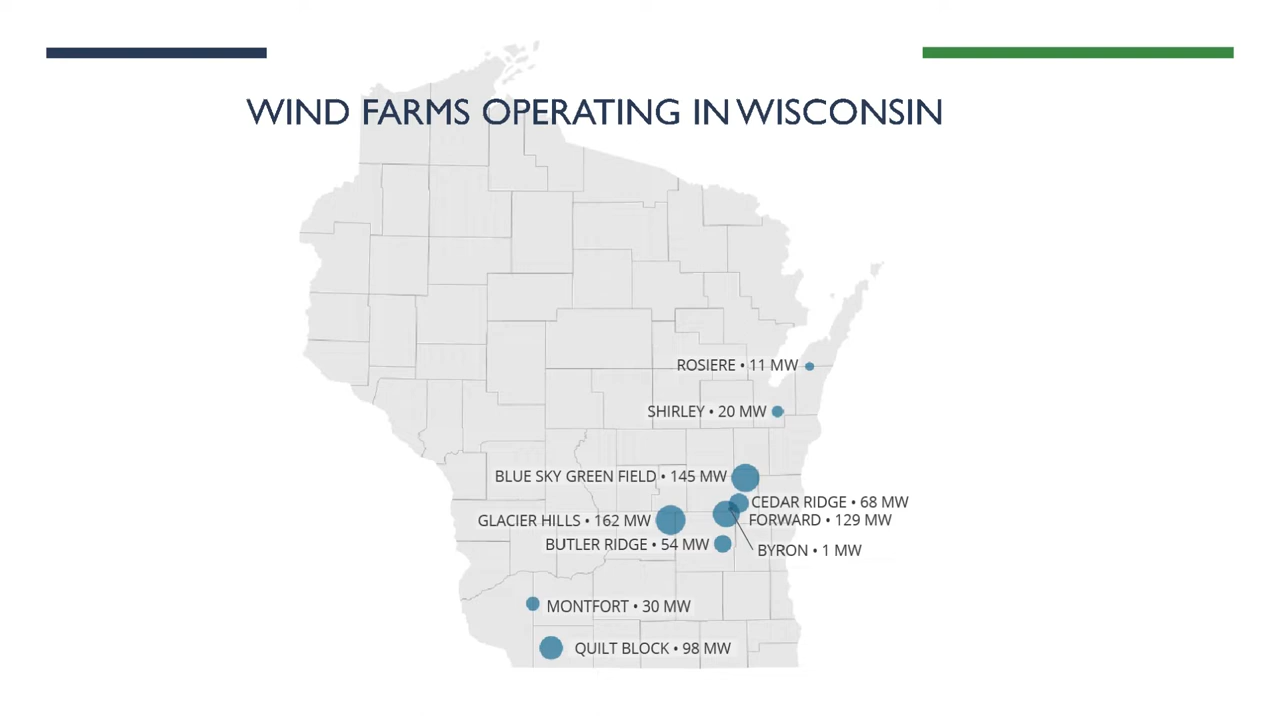 WIND FARMS OPERATING IN WISCONSIN
ROSIERE • 11 MW
SHIRLEY • 20 MW
BLUE SKY GREEN FIELD • 145 MW
CEDAR RIDGE • 68 MW
GLACIER HILLS • 162 MW
FORWARD • 129 MW
BUTLER RIDGE • 54 MW
BYRON • 1 MW
MONTFORT • 30 MW
QUILT BLOCK • 98 MW